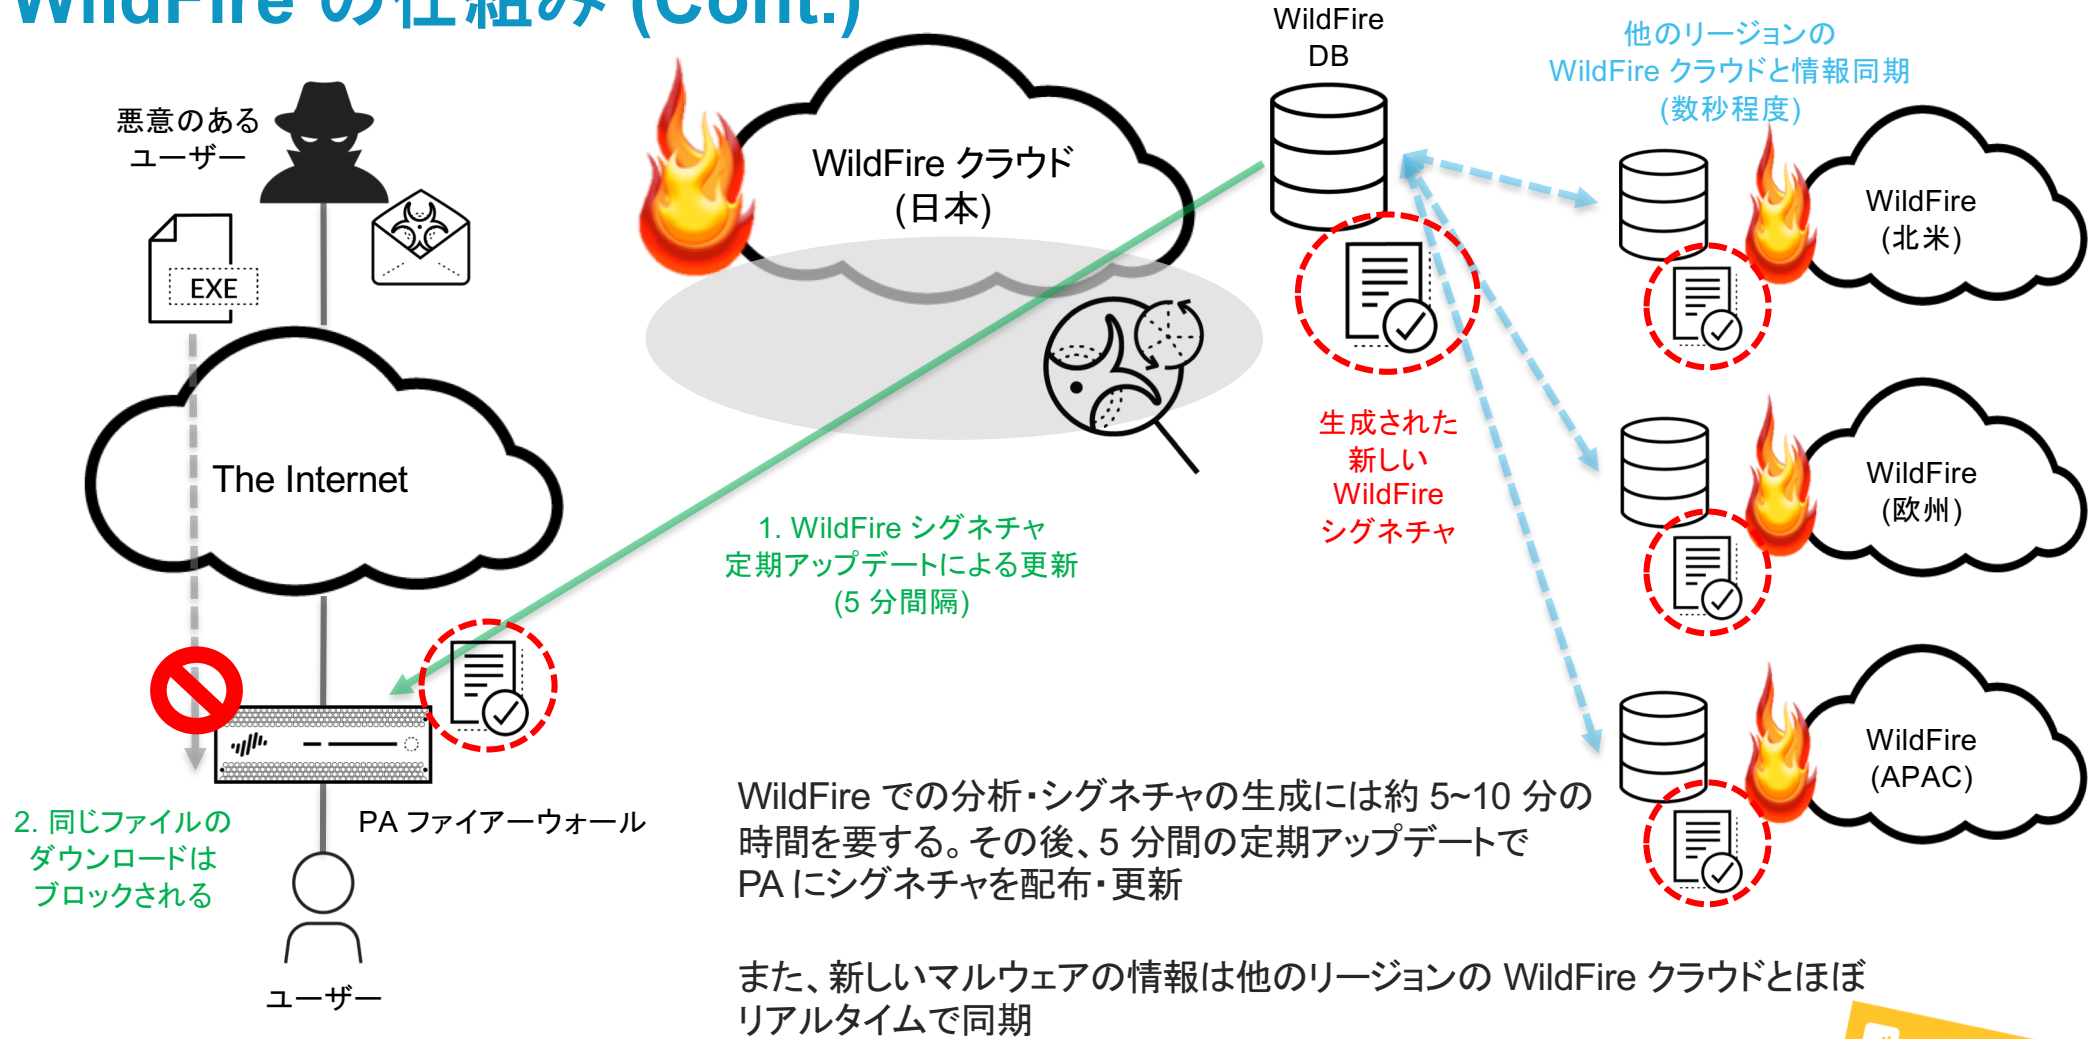 WildFire の仕組み (Cont.)
悪意のある
ユーザー
EXE
The Internet
2. 同じファイルの
ダウンロードは
ブロックされる
PA ファイアーウォール
ユーザー
WildFire クラウド
(日本)
WildFire
DB
1. WildFire シグネチャ
定期アップデートによる更新
(5 分間隔)
生成された
新しい
WildFire
シグネチャ
他のリージョンの
WildFire クラウドと情報同期
(数秒程度)
WildFire
(北米)
WildFire
(欧州)
WildFire
(APAC)
WildFire での分析・シグネチャの生成には約 5~10 分の
時間を要する。その後、5 分間の定期アップデートで
PA にシグネチャを配布・更新
また、新しいマルウェアの情報は他のリージョンの WildFire クラウドとほぼ
リアルタイムで同期